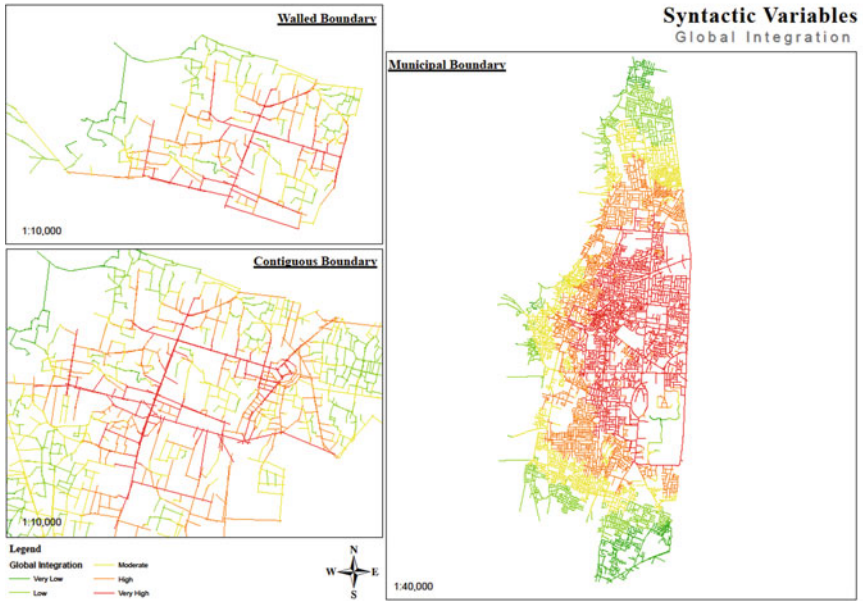 Syntactic Variables
Global Integration
Walled Boundary
1:10,000
Contiguous Boundary
1:10,000
Municipal Boundary
1:40,000
Legend
Global Integration
Very Low
Low
Moderate
High
Very High
N
W E
S